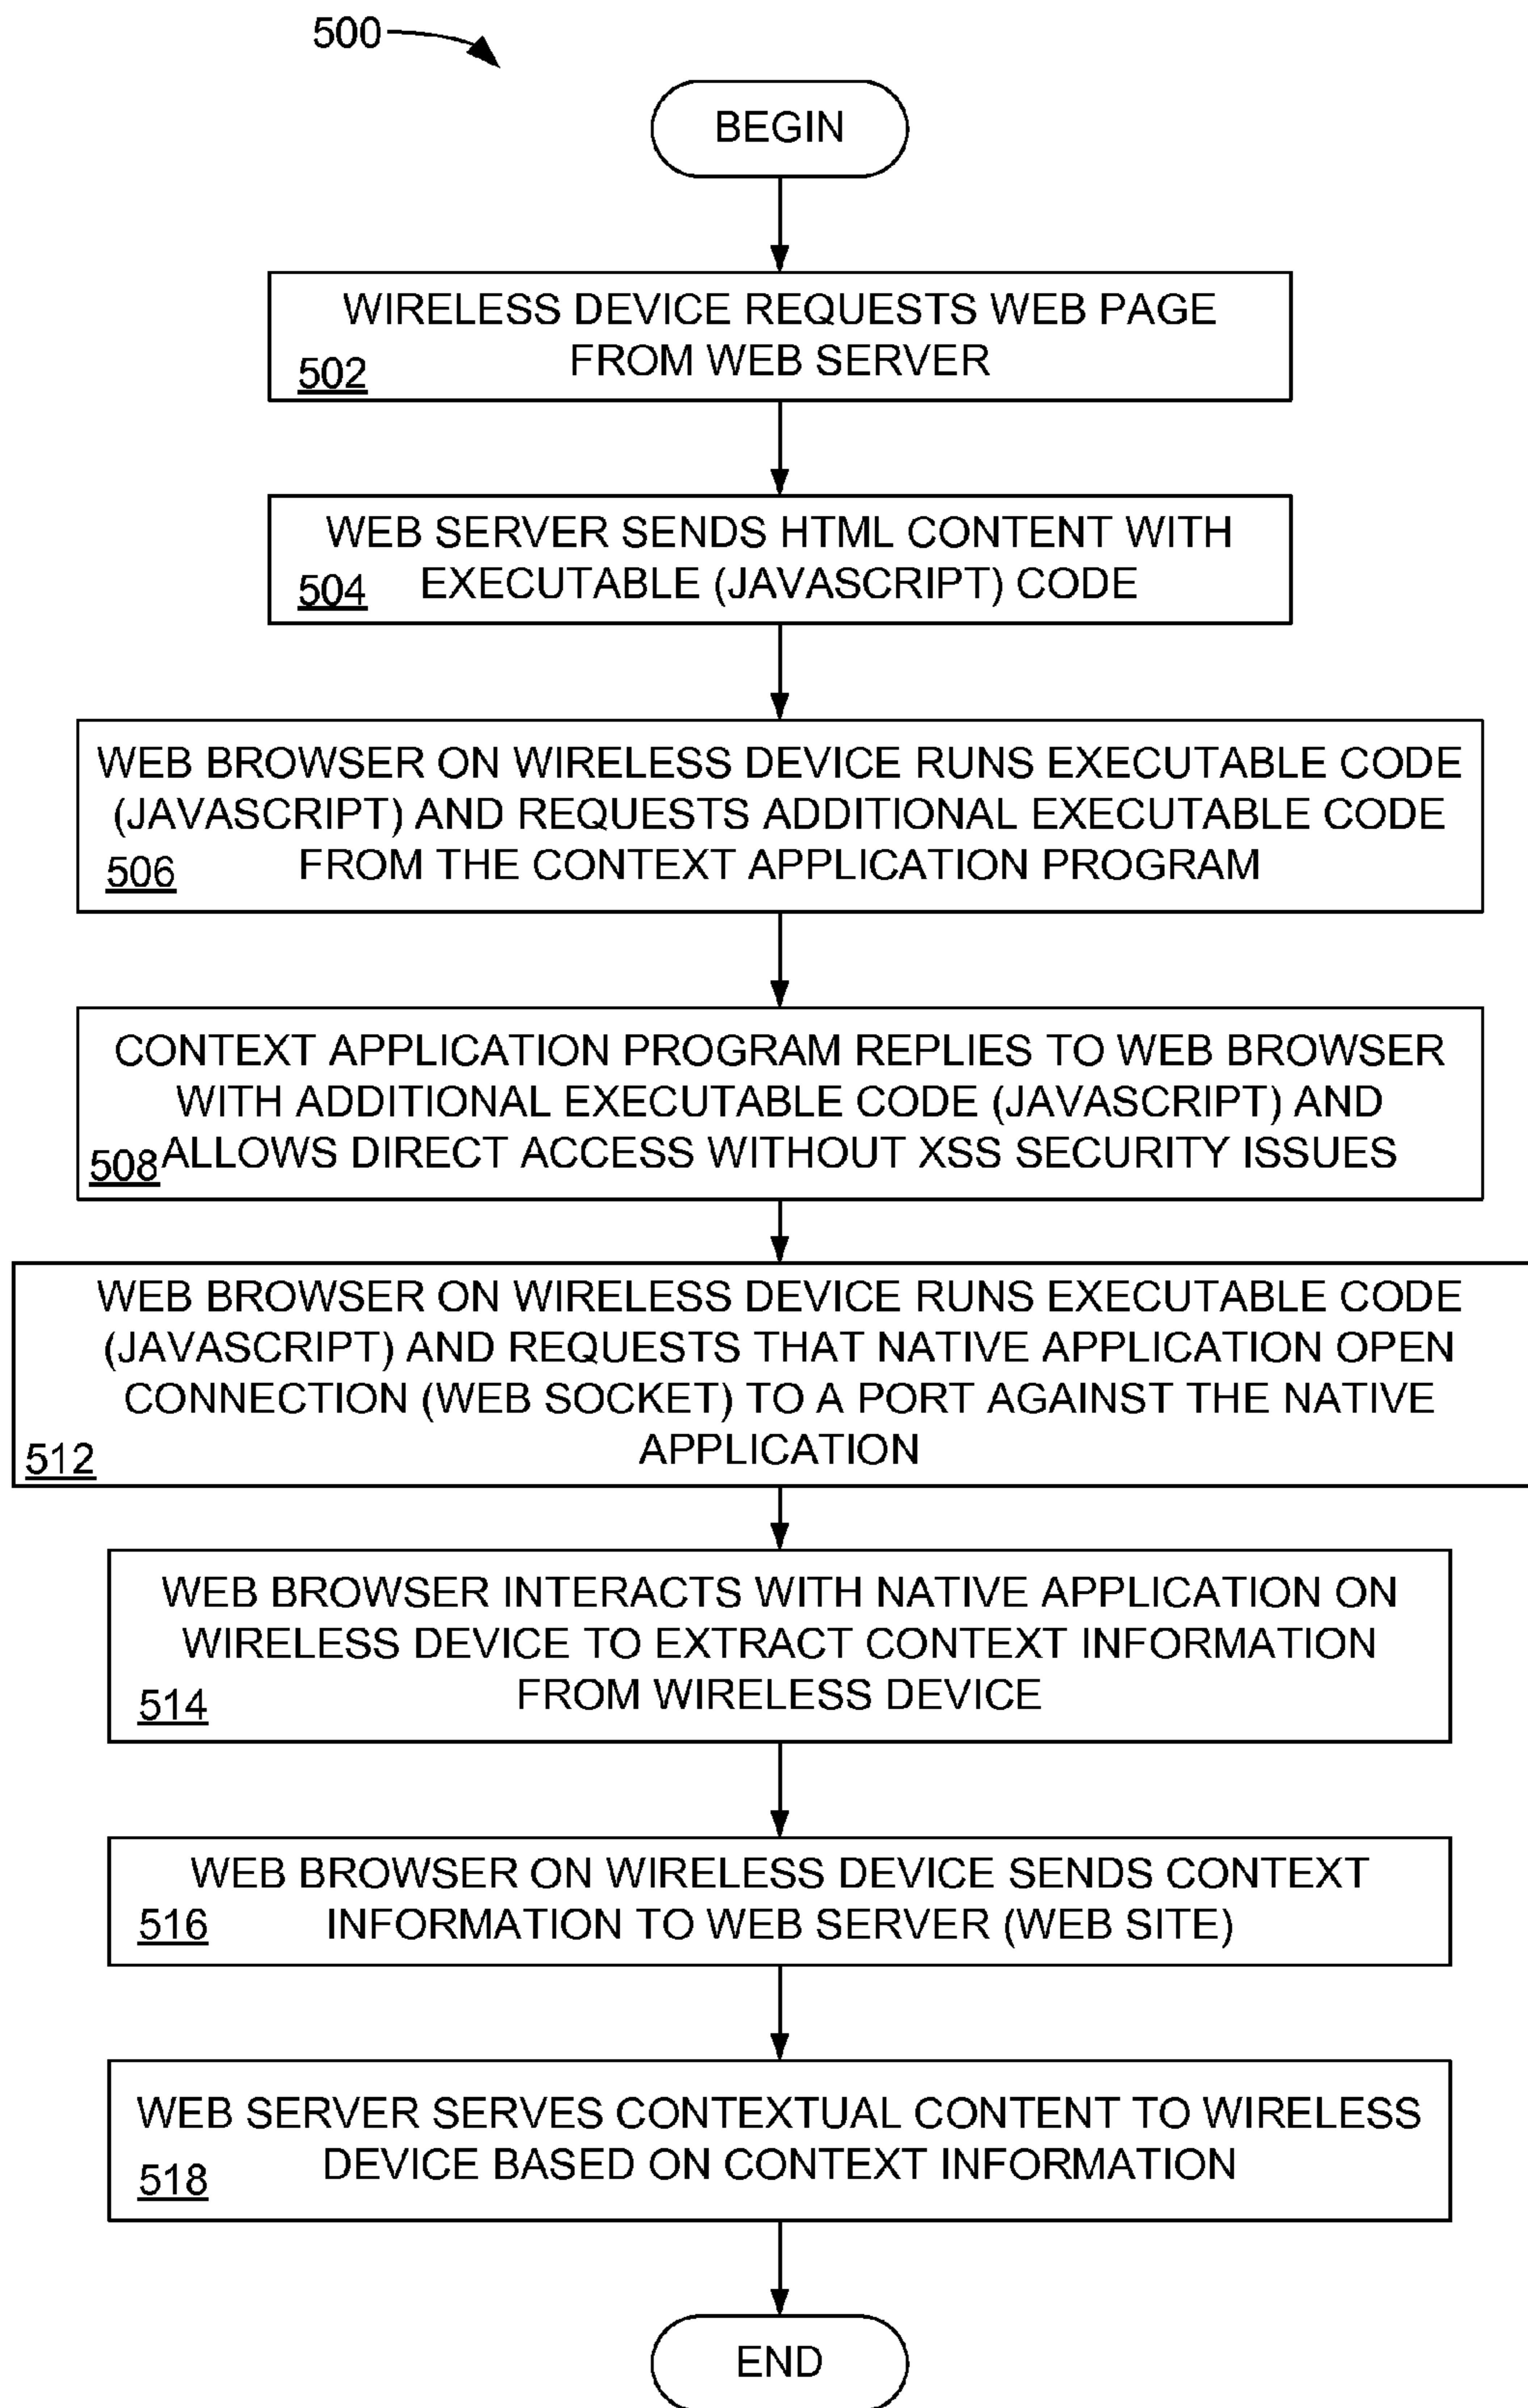 500
BEGIN
WIRELESS DEVICE REQUESTS WEB PAGE
FROM WEB SERVER
502
WEB SERVER SENDS HTML CONTENT WITH
EXECUTABLE (JAVASCRIPT) CODE
504
WEB BROWSER ON WIRELESS DEVICE RUNS EXECUTABLE CODE
(JAVASCRIPT) AND REQUESTS ADDITIONAL EXECUTABLE CODE
FROM THE CONTEXT APPLICATION PROGRAM
506
CONTEXT APPLICATION PROGRAM REPLIES TO WEB BROWSER
WITH ADDITIONAL EXECUTABLE CODE (JAVASCRIPT) AND
ALLOWS DIRECT ACCESS WITHOUT XSS SECURITY ISSUES
508
WEB BROWSER ON WIRELESS DEVICE RUNS EXECUTABLE CODE
(JAVASCRIPT) AND REQUESTS THAT NATIVE APPLICATION OPEN
CONNECTION (WEB SOCKET) TO A PORT AGAINST THE NATIVE
APPLICATION
512
WEB BROWSER INTERACTS WITH NATIVE APPLICATION ON
WIRELESS DEVICE TO EXTRACT CONTEXT INFORMATION
FROM WIRELESS DEVICE
514
WEB BROWSER ON WIRELESS DEVICE SENDS CONTEXT
INFORMATION TO WEB SERVER (WEB SITE)
516
WEB SERVER SERVES CONTEXTUAL CONTENT TO WIRELESS
DEVICE BASED ON CONTEXT INFORMATION
518
END